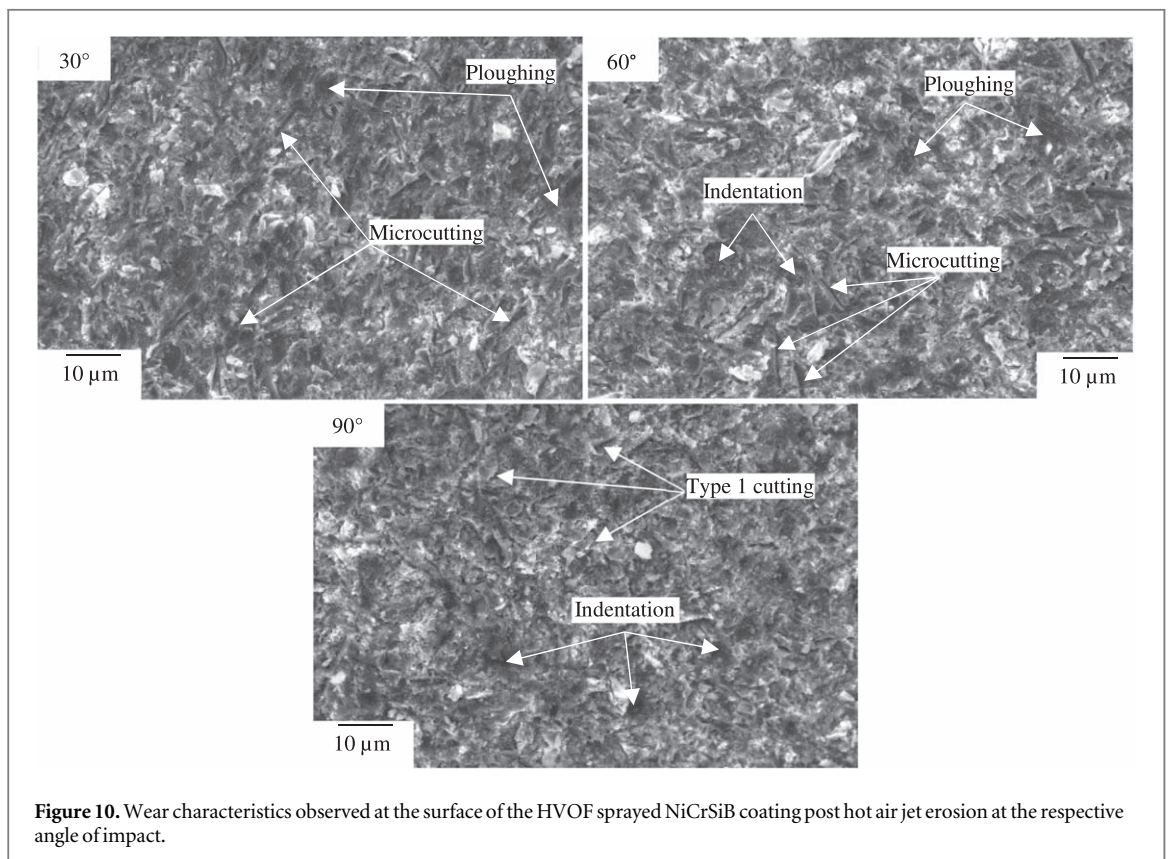 30°
Ploughing
Microcutting
10 µm
60°
Ploughing
Indentation
Microcutting
10 µm
90°
Type 1 cutting
Indentation
10 µm
Figure 10. Wear characteristics observed at the surface of the HVOF sprayed NiCrSiB coating post hot air jet erosion at the respective
angle of impact.